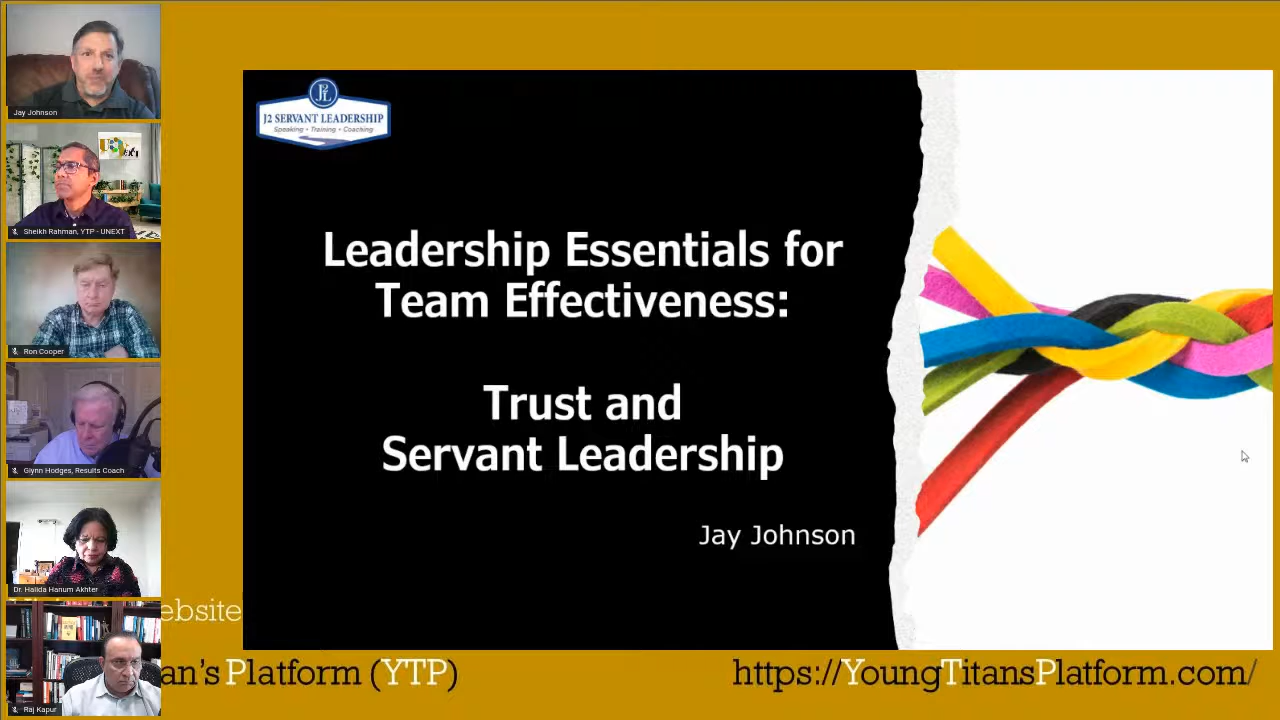 Jay Johnson
Sheikh Rahman, YTP - UNEXT
Ron Cooper
Glynn Hodges, Results Coach
Dr. Halida Hanum Akhter
Raj Kapur
J2 SERVANT LEADERSHIP
Speaking • Training • Coaching
Leadership Essentials for
Team Effectiveness:
Trust and
Servant Leadership
Jay Johnson
ebsite
an's Platform (YTP)
https://YoungTitansPlatform.com/